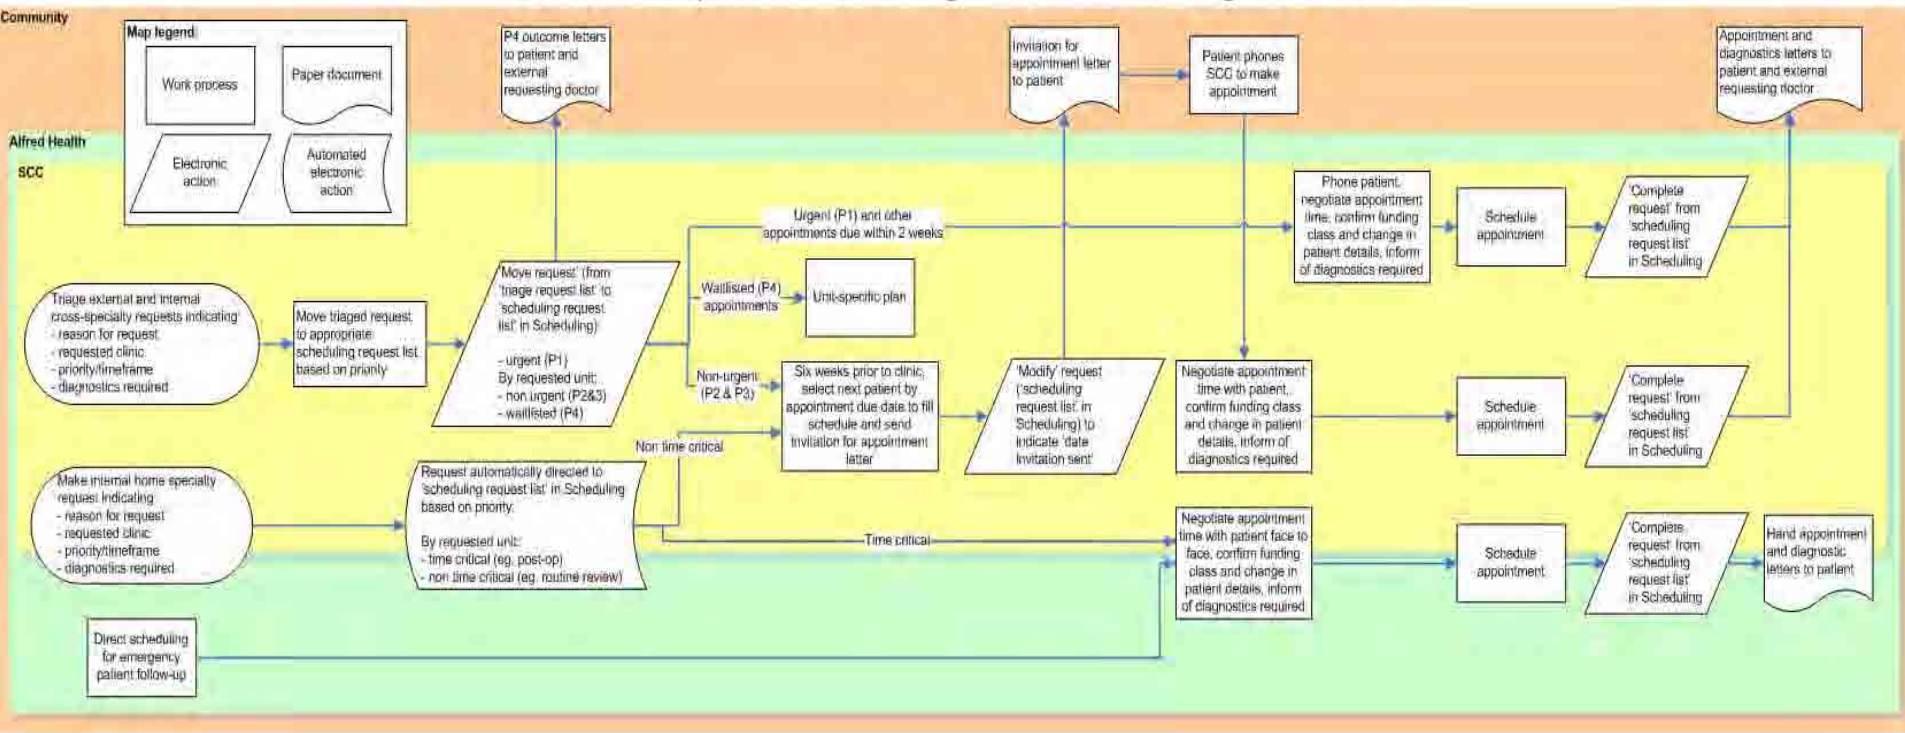 Community
Map legend:
Work process
Paper document
Electronic
action
Automated
electronic
action
P4 outcome letters
to patient and
external
requesting doctor
Invitation for
appointment letter
to patient
Patient phones
SCC to make
appointment
Appointment and
diagnostics letters to
patient and external
requesting doctor
Alfred Health
SCC
Urgent (P1) and other
appointments due within 2 weeks
Phone patient,
negotiate appointment
time, confirm funding
class and change in
patient details, inform
of diagnostics required
Schedule
appointment
'Complete
request' from
'scheduling
request list'
in Scheduling
Triage external and internal
cross-specialty requests indicating
- reason for request
- requested clinic
- priority/timeframe
- diagnostics required
Move triaged request
to appropriate
scheduling request list
based on priority
'Move request' (from
'triage request list' to
'scheduling request
list' in Scheduling)
- urgent (P1)
By requested unit:
- non urgent (P2&3)
- waitlisted (P4)
Waitlisted (P4)
appointments
Unit-specific plan
Non-urgent
(P2 & P3)
Six weeks prior to clinic,
select next patient by
appointment due date to fill
schedule and send
Invitation for appointment
letter
'Modify' request
('scheduling
request list' in
Scheduling) to
indicate 'date
Invitation sent'
Negotiate appointment
time with patient,
confirm funding class
and change in patient
details, inform of
diagnostics required
Schedule
appointment
'Complete
request' from
'scheduling
request list'
in Scheduling
Non time critical
Make internal home specialty
request indicating
- reason for request
- requested clinic
- priority/timeframe
- diagnostics required
Request automatically directed to
'scheduling request list' in Scheduling
based on priority.
By requested unit:
- time critical (eg. post-op)
- non time critical (eg. routine review)
Time critical
Negotiate appointment
time with patient face to
face, confirm funding
class and change in
patient details, inform
of diagnostics required
Schedule
appointment
'Complete
request' from
'scheduling
request list'
in Scheduling
Hand appointment
and diagnostic
letters to patient
Direct scheduling
for emergency
patient follow-up